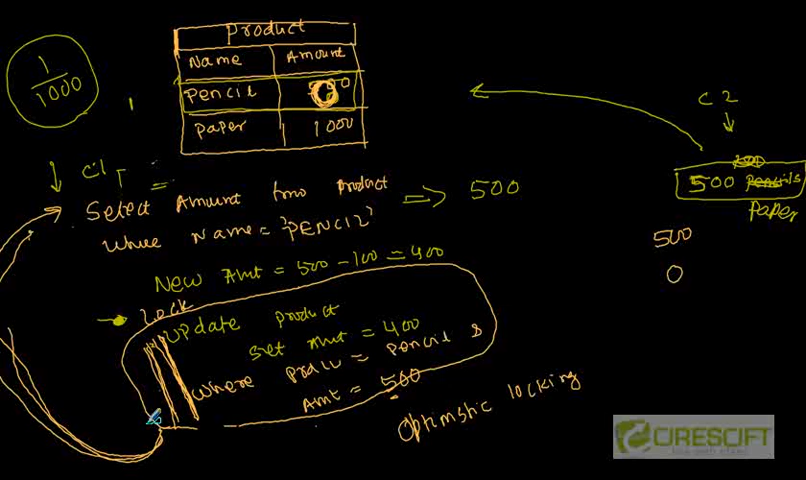 1
1000
Product
Name Amount
Pencil
Paper 1000
C2
C1
500
Paper
Select Amount from Product => 500
Where Name = 'PENCIL'
500
0
New Amt = 500 - 100 = 400
Lock
Update Product
Set Amt = 400
Where Produ = Pencil &
Amt = 500
Optimstic locking
CIRESCIFT